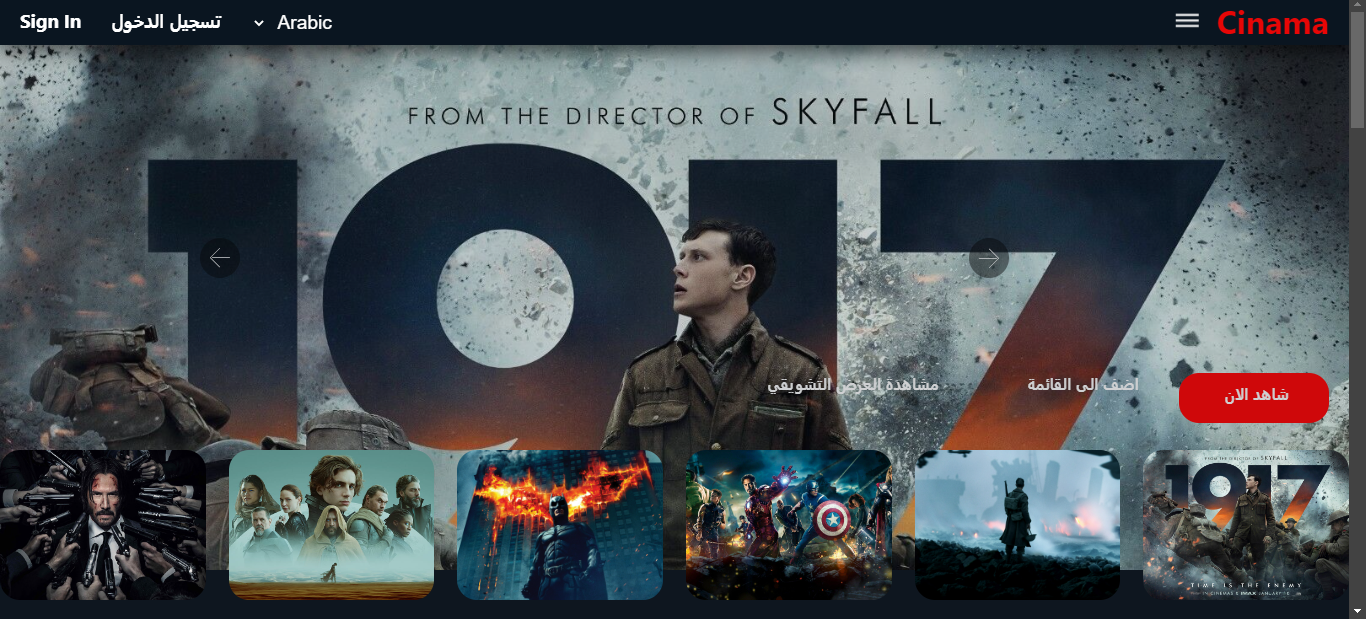 Cinama
Arabic
تسجيل الدخول
Sign In
FROM THE DIRECTOR OF SKYFALL
1917
شاهد الان
اضف الى القائمة
مشاهدة العرض التشويقي
FROM THE DIRECTOR OF SKYFALL
1917
TIME IS THE ENEMY